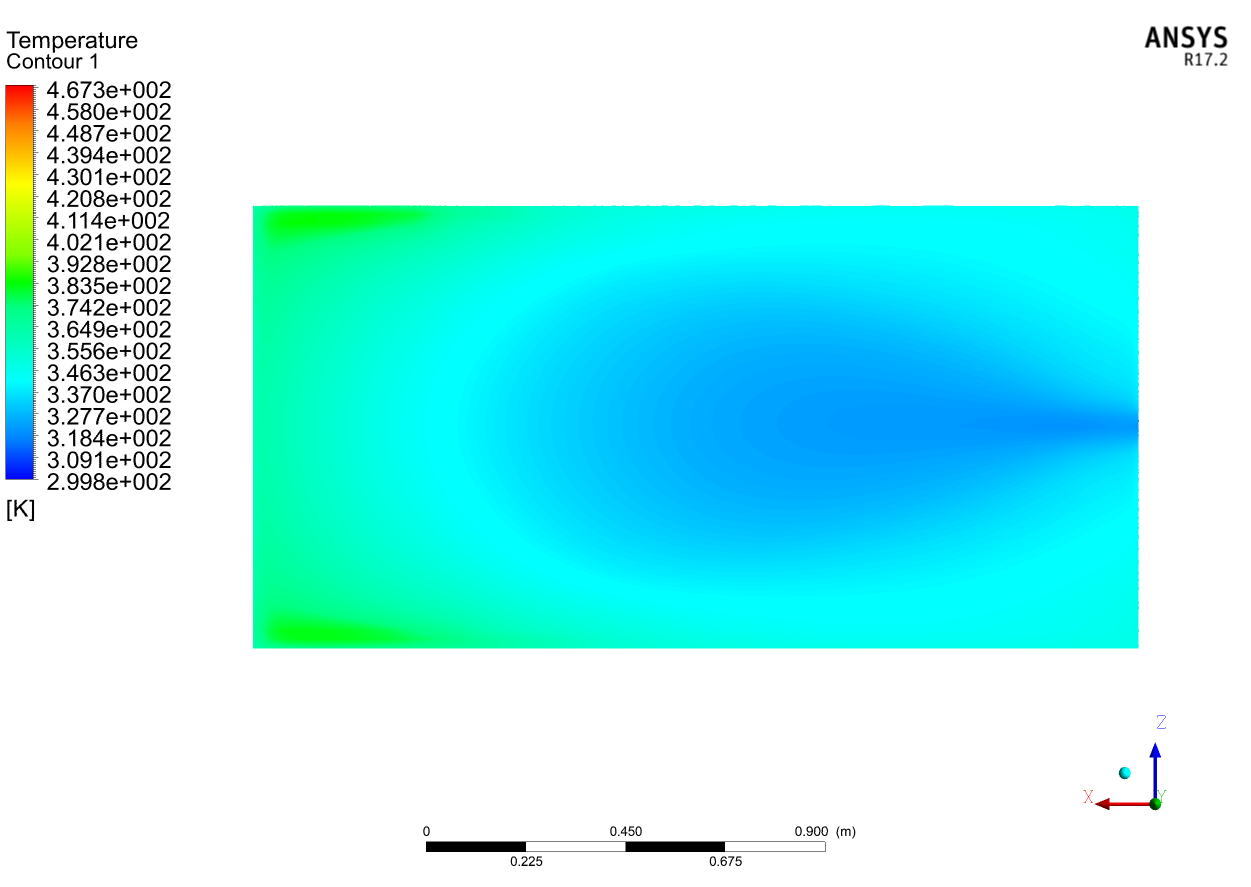 Temperature
Contour 1
ANSYS
R17.2
4.673e+002
4.580e+002
4.487e+002
4.394e+002
4.301e+002
4.208e+002
4.114e+002
4.021e+002
3.928e+002
3.835e+002
3.742e+002
3.649e+002
3.556e+002
3.463e+002
3.370e+002
3.277e+002
3.184e+002
3.091e+002
2.998e+002
[K]
Z
X
Y
0 0.450 0.900 (m)
0.225 0.675